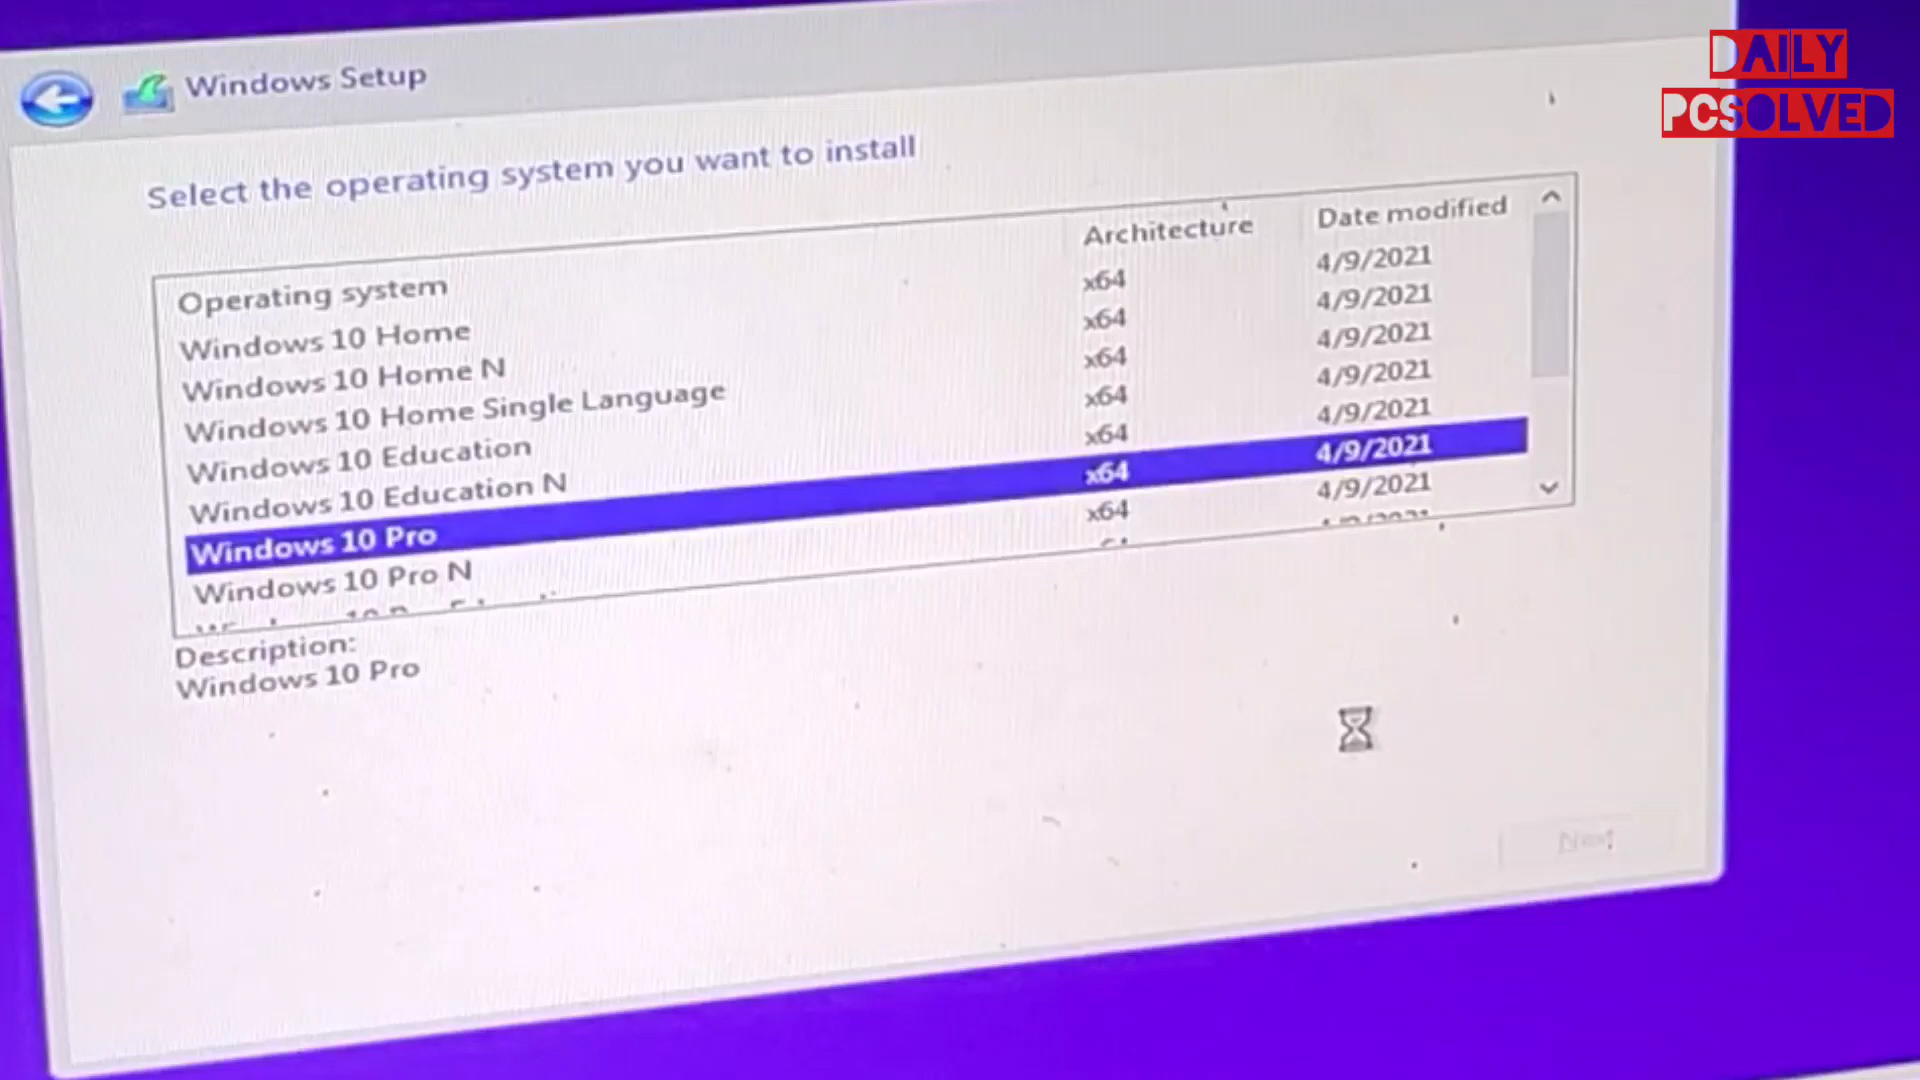 DAILY
PCSOLVED
Windows Setup
Select the operating system you want to install
Operating system Architecture Date modified
Windows 10 Home x64 4/9/2021
Windows 10 Home N x64 4/9/2021
Windows 10 Home Single Language x64 4/9/2021
Windows 10 Education x64 4/9/2021
Windows 10 Education N x64 4/9/2021
Windows 10 Pro x64 4/9/2021
Windows 10 Pro N x64 4/9/2021
Description:
Windows 10 Pro
Next